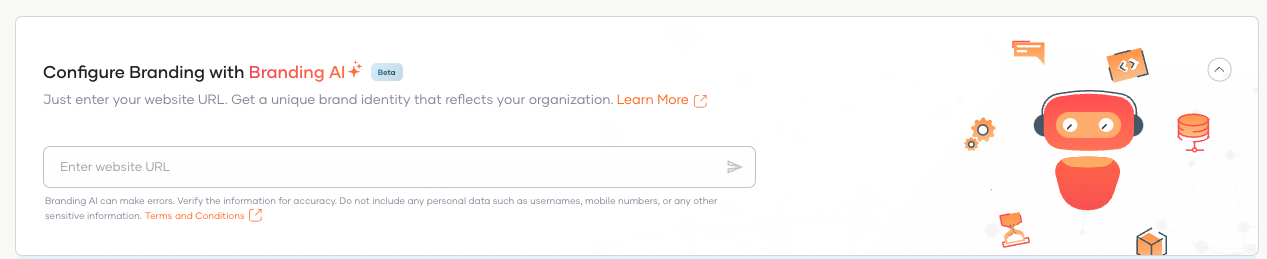 Configure Branding with Branding AI Beta
Just enter your website URL. Get a unique brand identity that reflects your organization. Learn More
Enter website URL
Branding AI can make errors. Verify the information for accuracy. Do not include any personal data such as usernames, mobile numbers, or any other
sensitive information. Terms and Conditions